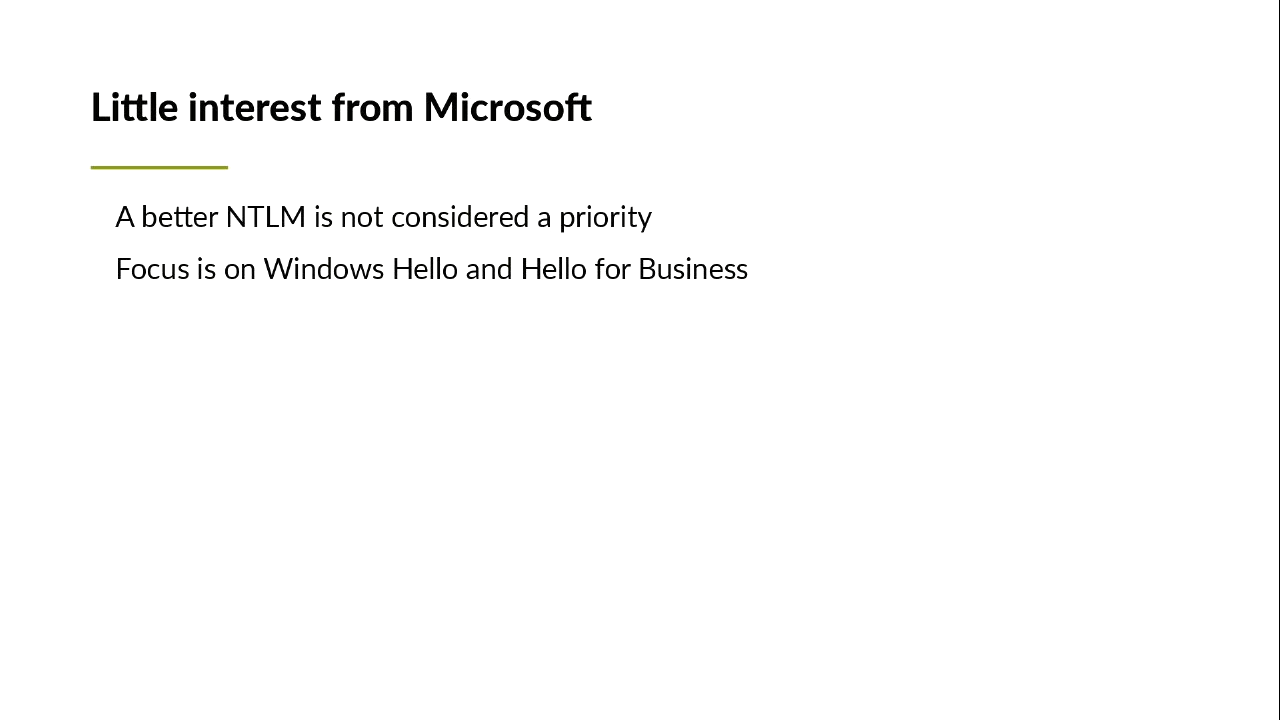 Little interest from Microsoft
A better NTLM is not considered a priority
Focus is on Windows Hello and Hello for Business